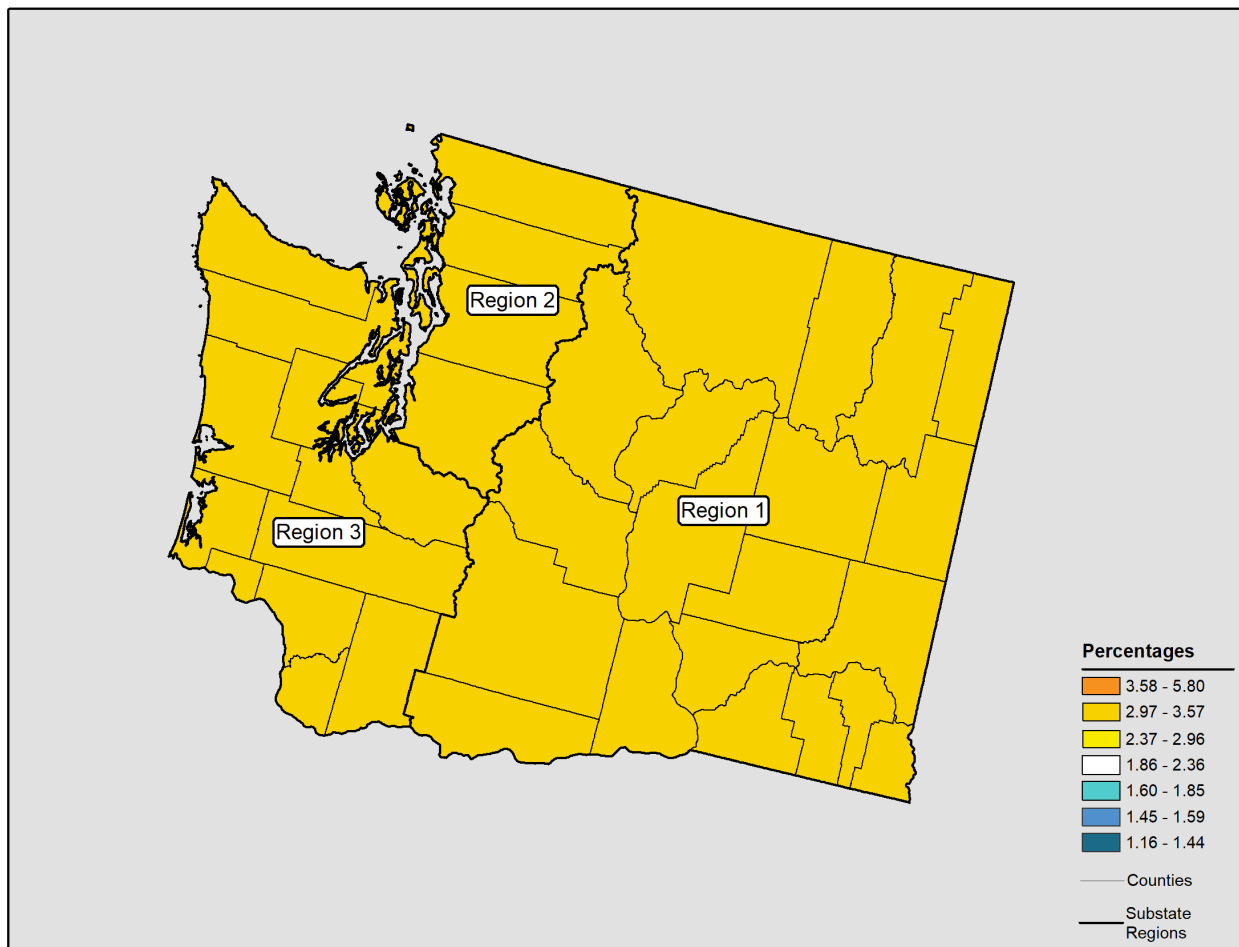 Region 2
Region 1
Region 3
Percentages
3.58 - 5.80
2.97 - 3.57
2.37 - 2.96
1.86 - 2.36
1.60 - 1.85
1.45 - 1.59
1.16 - 1.44
Counties
Substate
Regions